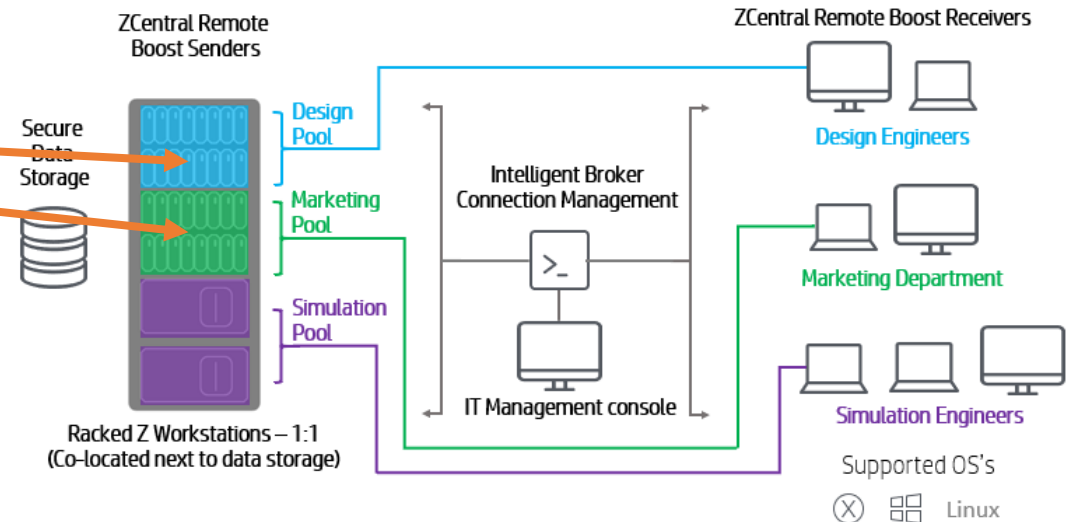 ZCentral Remote
Boost Senders
ZCentral Remote Boost Receivers
Secure
Data
Storage
Design
Pool
Marketing
Pool
Simulation
Pool
Intelligent Broker
Connection Management
>_
IT Management console
Design Engineers
Marketing Department
Simulation Engineers
Racked Z Workstations – 1:1
(Co-located next to data storage)
Supported OS's
X
Linux